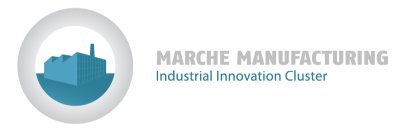 MARCHE MANUFACTURING
Industrial Innovation Cluster